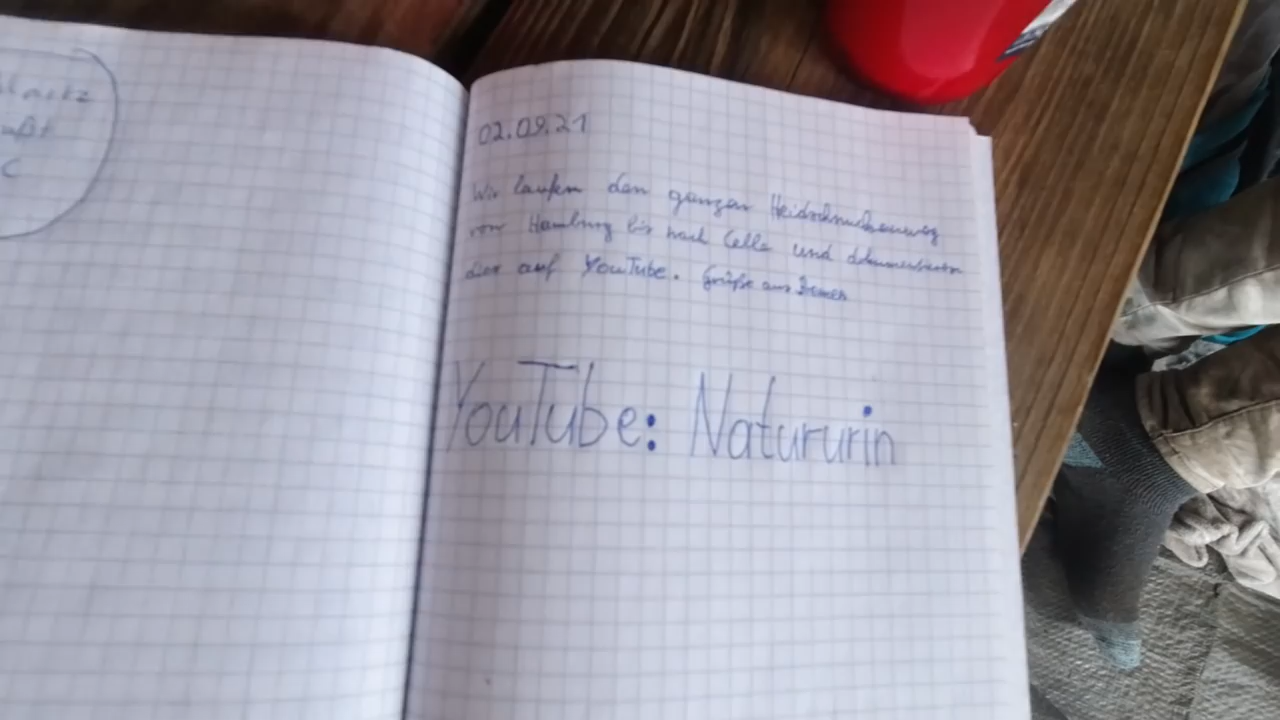 02.09.21
Wir laufen den ganzen Heidschnuckenweg
von Hamburg bis nach Celle und dokumentieren
dies auf YouTube. Grüße aus Bremen
YouTube: Natururin